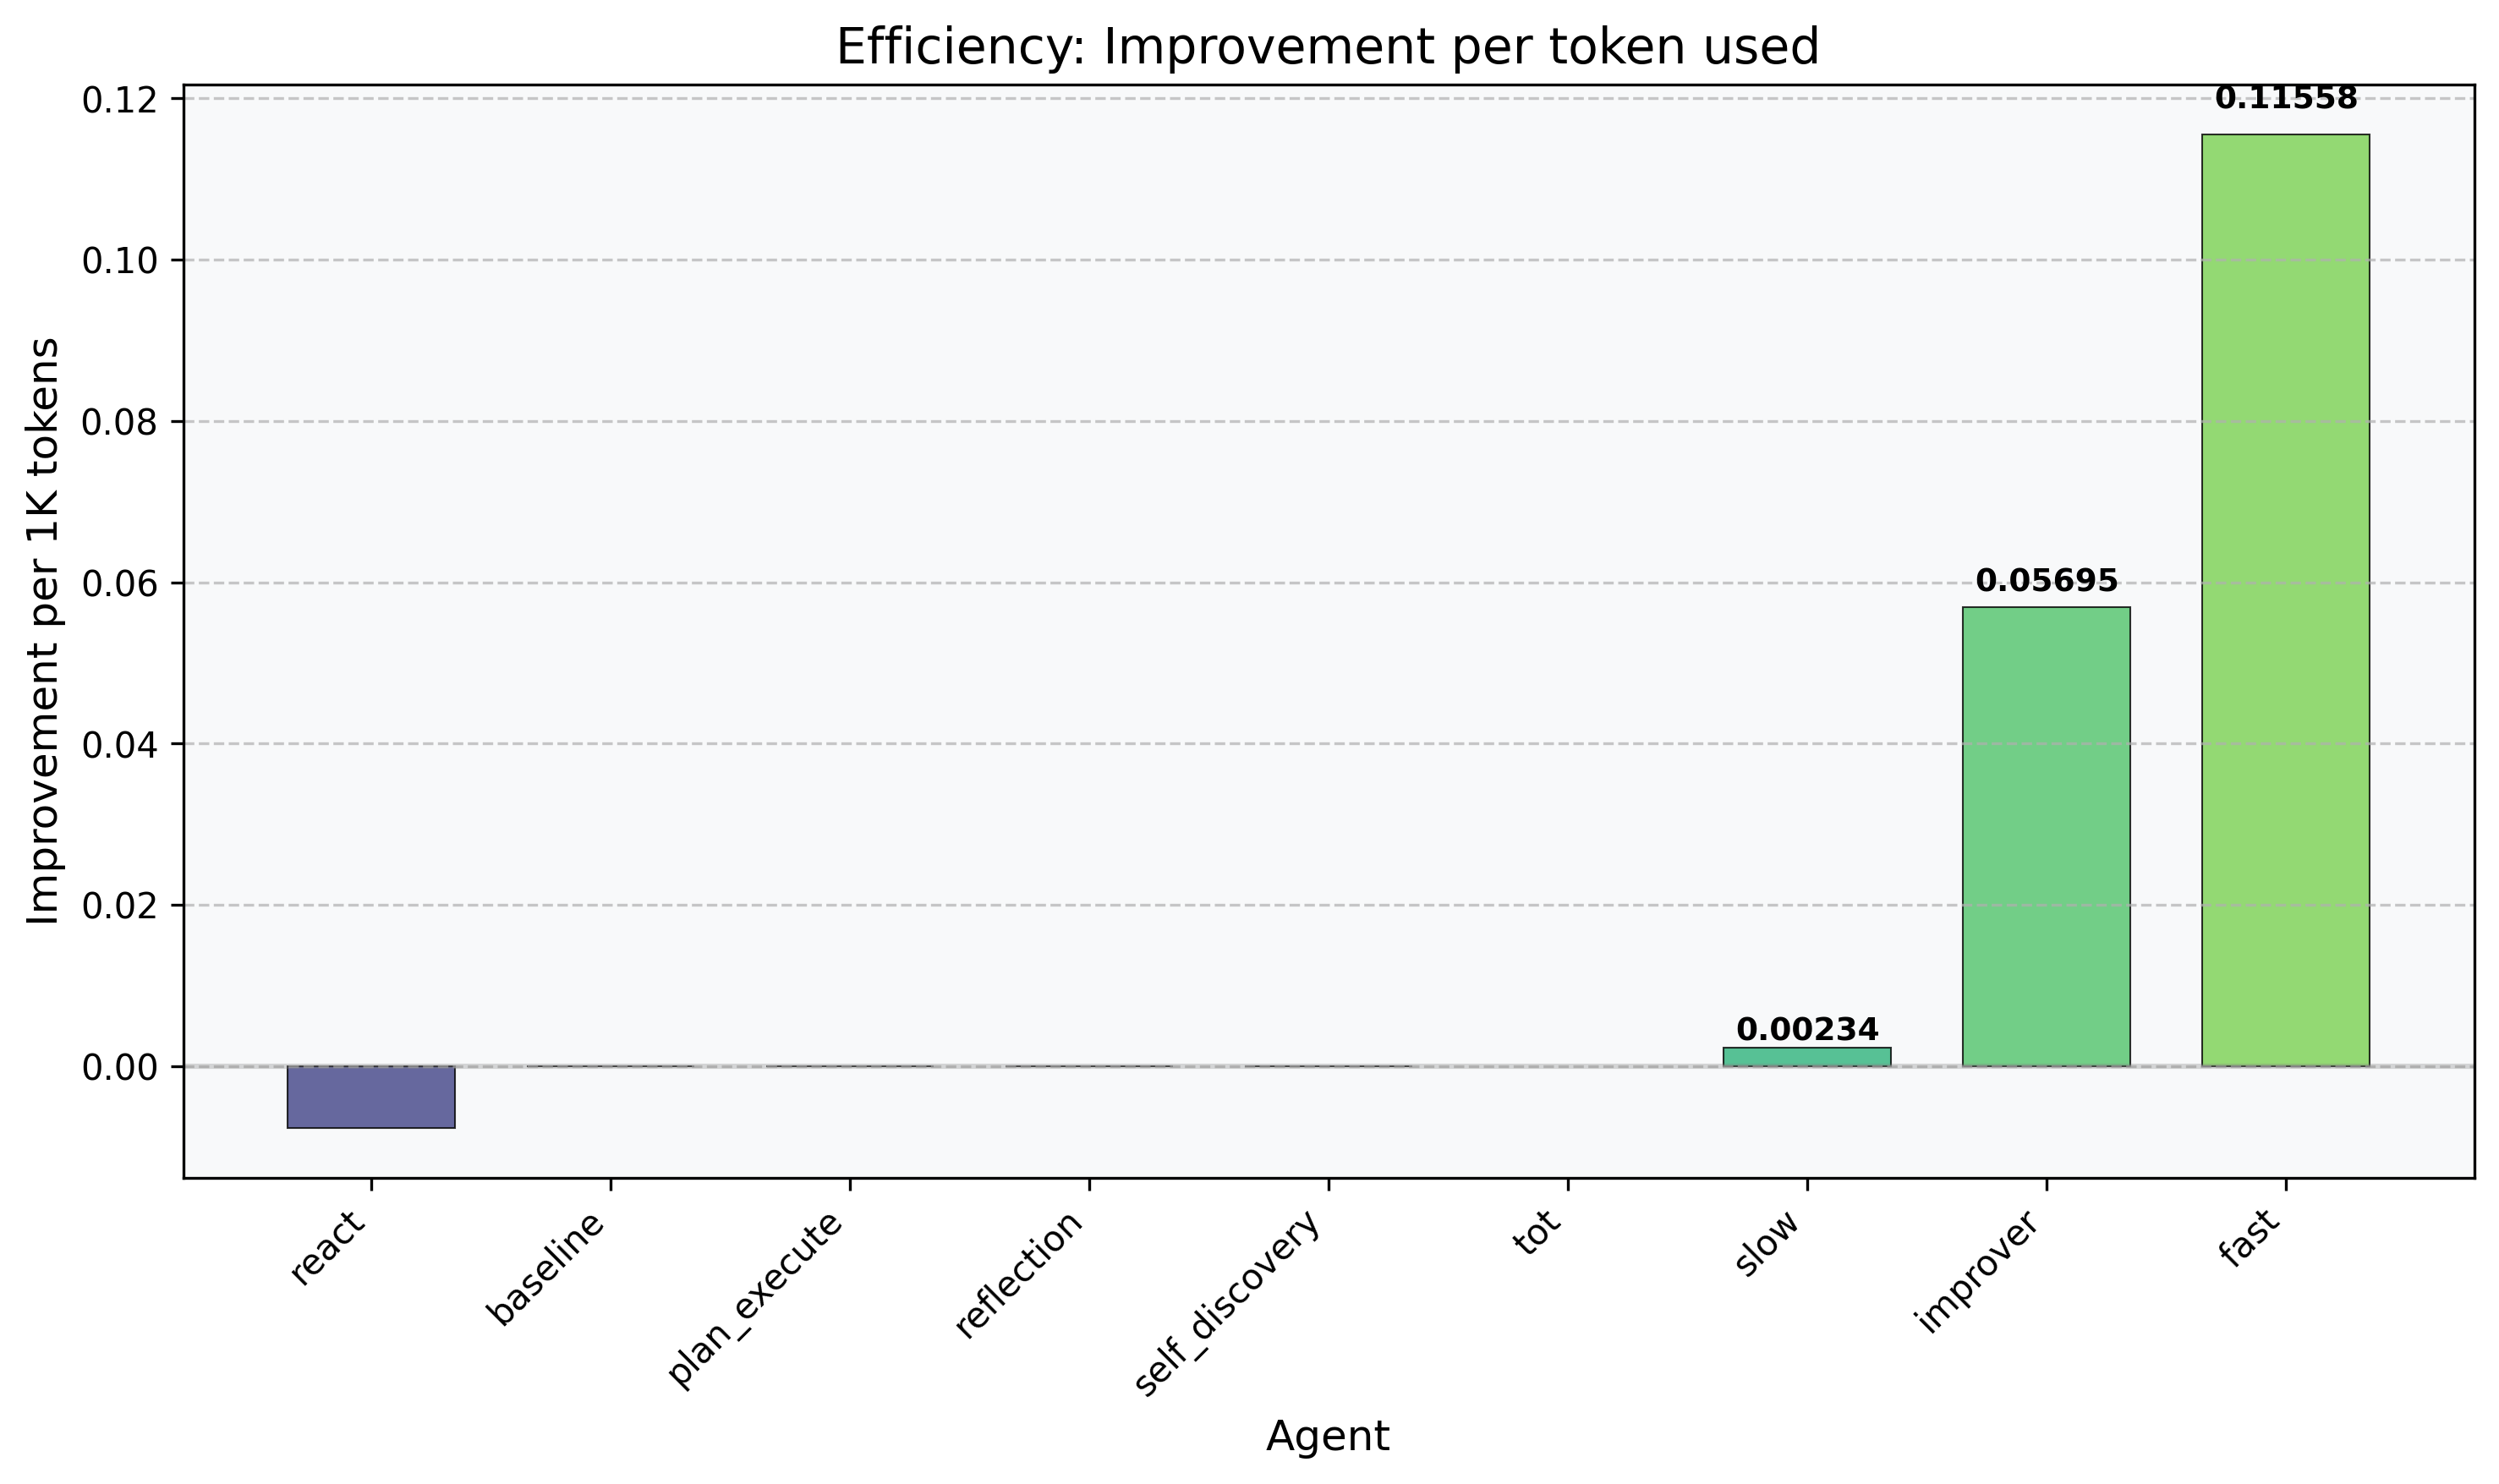 Efficiency: Improvement per token used
Improvement per 1K tokens
0.12
0.10
0.08
0.06
0.04
0.02
0.00
0.00234
0.05695
0.11558
react
baseline
plan_execute
reflection
self_discovery
tot
slow
improver
fast
Agent